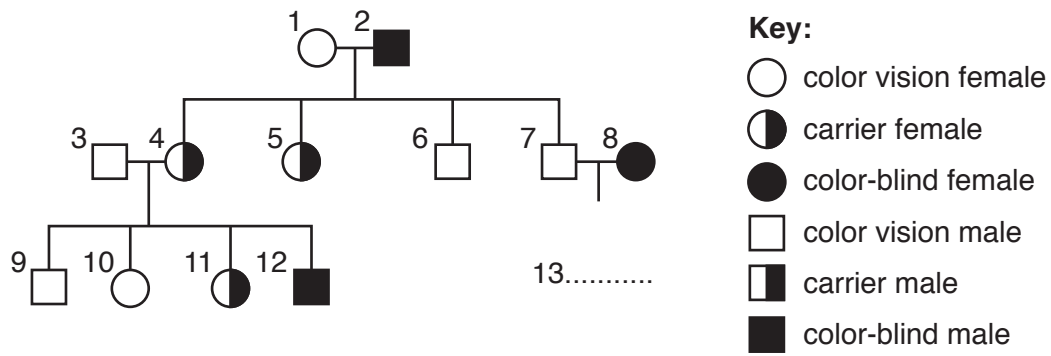 1 2
3 4 5 6 7 8
9 10 11 12
13...........
Key:
color vision female
carrier female
color-blind female
color vision male
carrier male
color-blind male